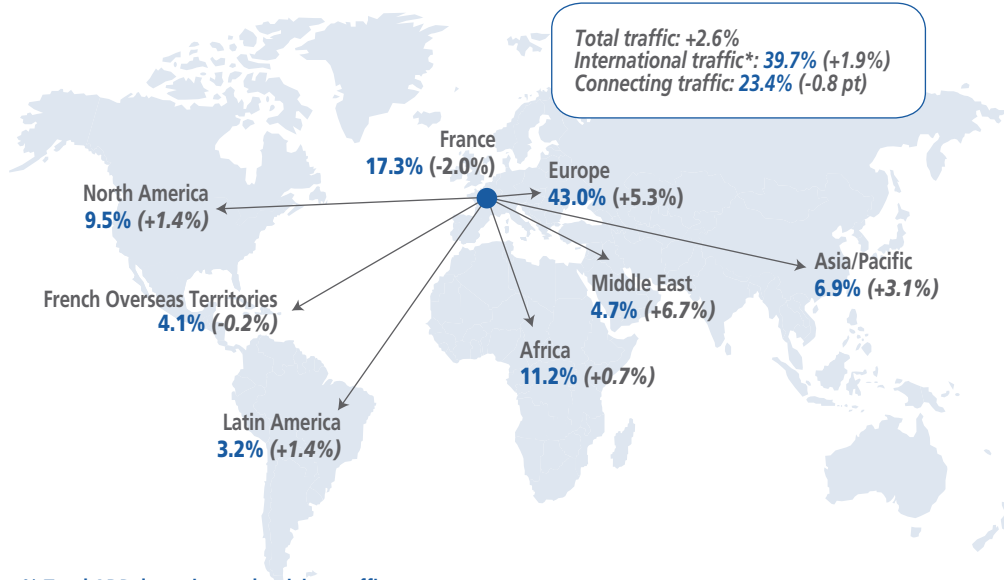 Total traffic: +2.6%
International traffic*: 39.7% (+1.9%)
Connecting traffic: 23.4% (-0.8 pt)
France
17.3% (-2.0%)
Europe
43.0% (+5.3%)
North America
9.5% (+1.4%)
Asia/Pacific
6.9% (+3.1%)
Middle East
4.7% (+6.7%)
French Overseas Territories
4.1% (-0.2%)
Africa
11.2% (+0.7%)
Latin America
3.2% (+1.4%)